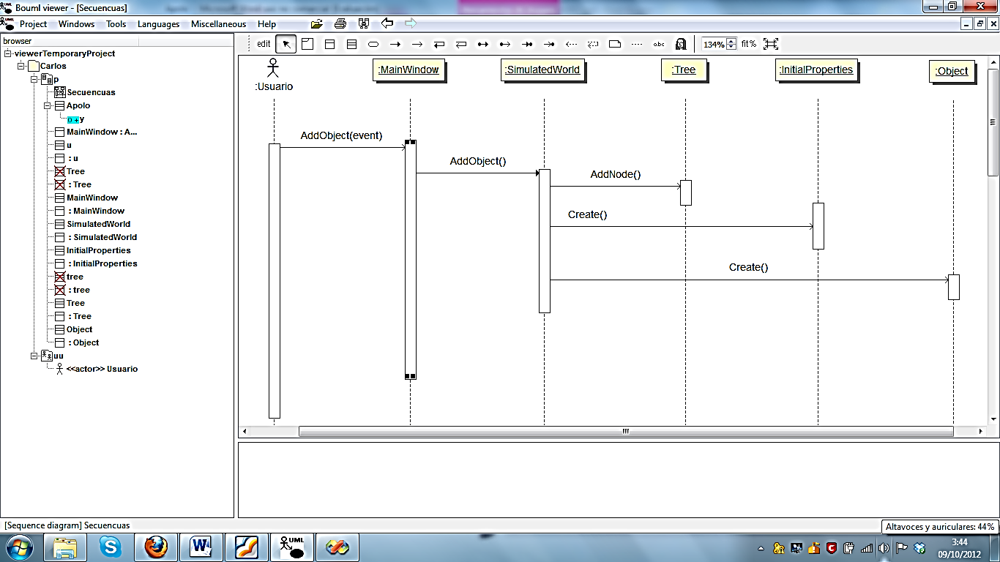 Bouml viewer - [Secuencuas]
Project Windows Tools Languages Miscellaneous Help
browser
viewerTemporaryProject
Carlos
p
Secuencuas
Apolo
y
MainWindow : A...
u
: u
Tree
: Tree
MainWindow
: MainWindow
SimulatedWorld
: SimulatedWorld
InitialProperties
: InitialProperties
tree
: tree
Tree
: Tree
Object
: Object
uu
<<actor>> Usuario
edit abc 134% fit%
:Usuario
:MainWindow
:SimulatedWorld
:Tree
:InitialProperties
:Object
AddObject(event)
AddObject()
AddNode()
Create()
Create()
[Sequence diagram] Secuencuas
Altavoces y auriculares: 44%
UML
3:44
09/10/2012